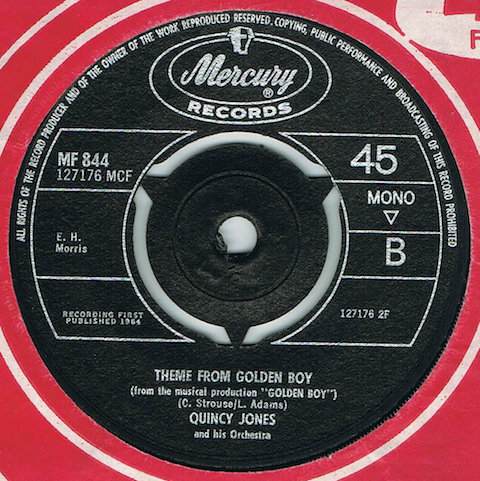 ALL RIGHTS OF THE RECORD PRODUCER AND OF THE OWNER OF THE WORK REPRODUCED RESERVED. COPYING, PUBLIC PERFORMANCE AND BROADCASTING OF THIS RECORD PROHIBITED
Mercury
®
RECORDS
MF 844
127176 MCF
45
MONO
B
E. H.
Morris
RECORDING FIRST
PUBLISHED 1964
127176 2F
THEME FROM GOLDEN BOY
(from the musical production "GOLDEN BOY")
(C. Strouse/L. Adams)
QUINCY JONES
and his Orchestra